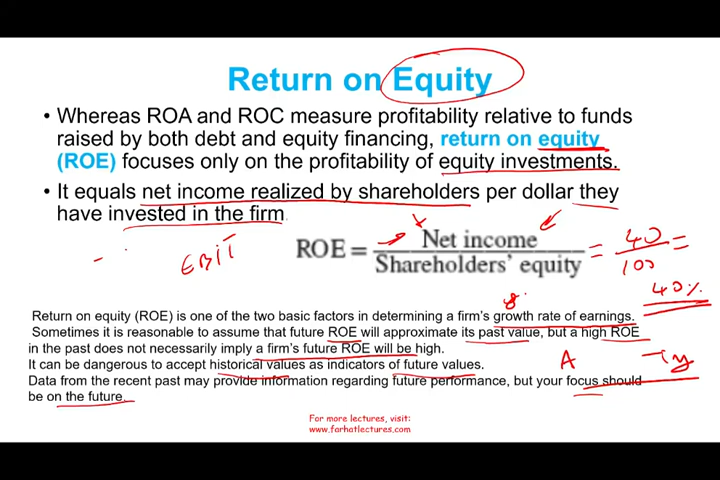 Return on Equity
• Whereas ROA and ROC measure profitability relative to funds
raised by both debt and equity financing, return on equity
(ROE) focuses only on the profitability of equity investments.
• It equals net income realized by shareholders per dollar they
have invested in the firm
EBIT
ROE = Net income
Shareholders' equity
= 40
100
=
40%
Return on equity (ROE) is one of the two basic factors in determining a firm's growth rate of earnings.
Sometimes it is reasonable to assume that future ROE will approximate its past value, but a high ROE
in the past does not necessarily imply a firm's future ROE will be high.
It can be dangerous to accept historical values as indicators of future values.
A
Data from the recent past may provide information regarding future performance, but your focus should
be on the future.
For more lectures, visit:
www.farhatlectures.com